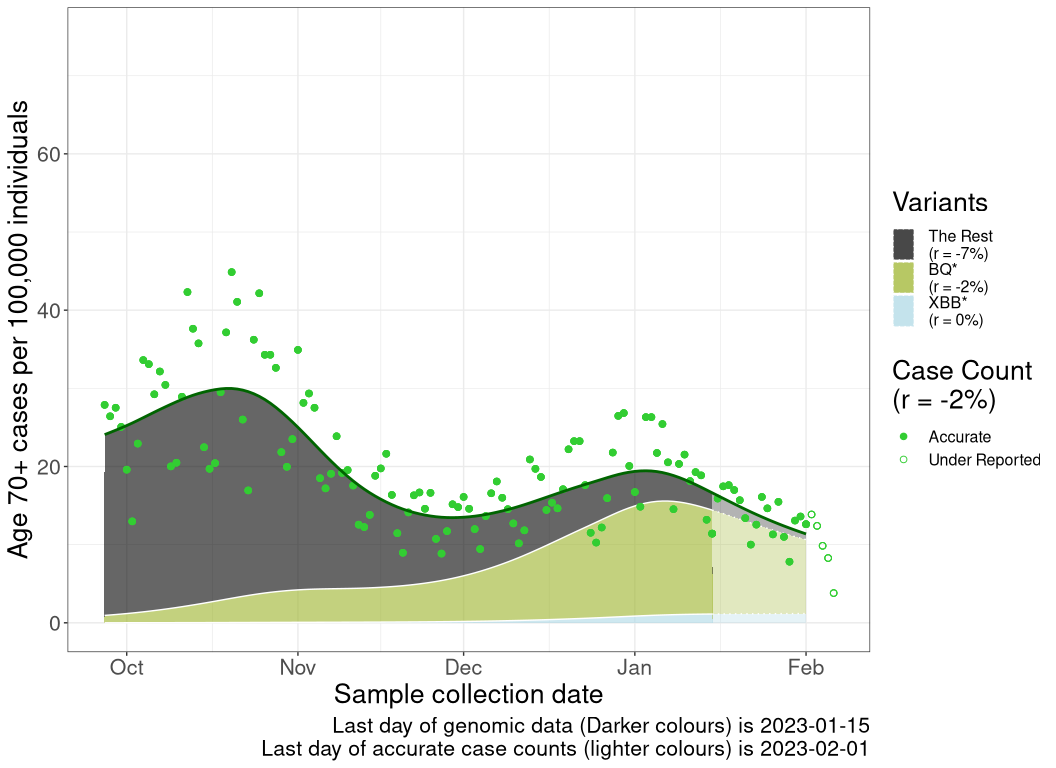 Age 70+ cases per 100,000 individuals
60
40
20
0
Oct
Nov
Dec
Jan
Feb
Sample collection date
Last day of genomic data (Darker colours) is 2023-01-15
Last day of accurate case counts (lighter colours) is 2023-02-01
Variants
The Rest
(r = -7%)
BQ*
(r = -2%)
XBB*
(r = 0%)
Case Count
(r = -2%)
Accurate
Under Reported